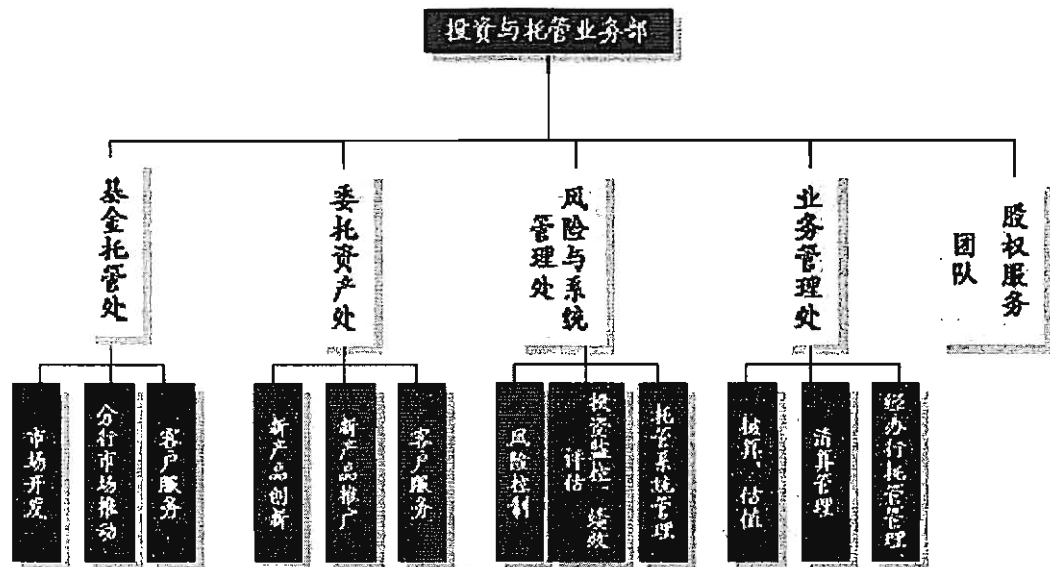 投资与托管业务部
基金托管处
委托资产处
风险与系统
管理处
业务管理处
股权服务
团队
市场开发
分行市场推动
客户服务
新产品创新
新产品推广
客户服务
风险控制
投资监控、绩效
评估
托管系统管理
核算、估值
清算管理
经办行托管管理